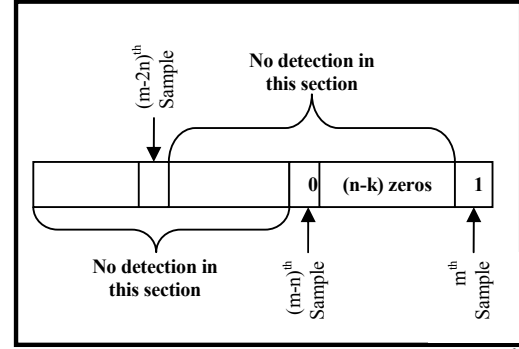 No detection in
this section
(m-2n)th
Sample
0 (n-k) zeros 1
No detection in
this section
(m-n)th
Sample
mth
Sample